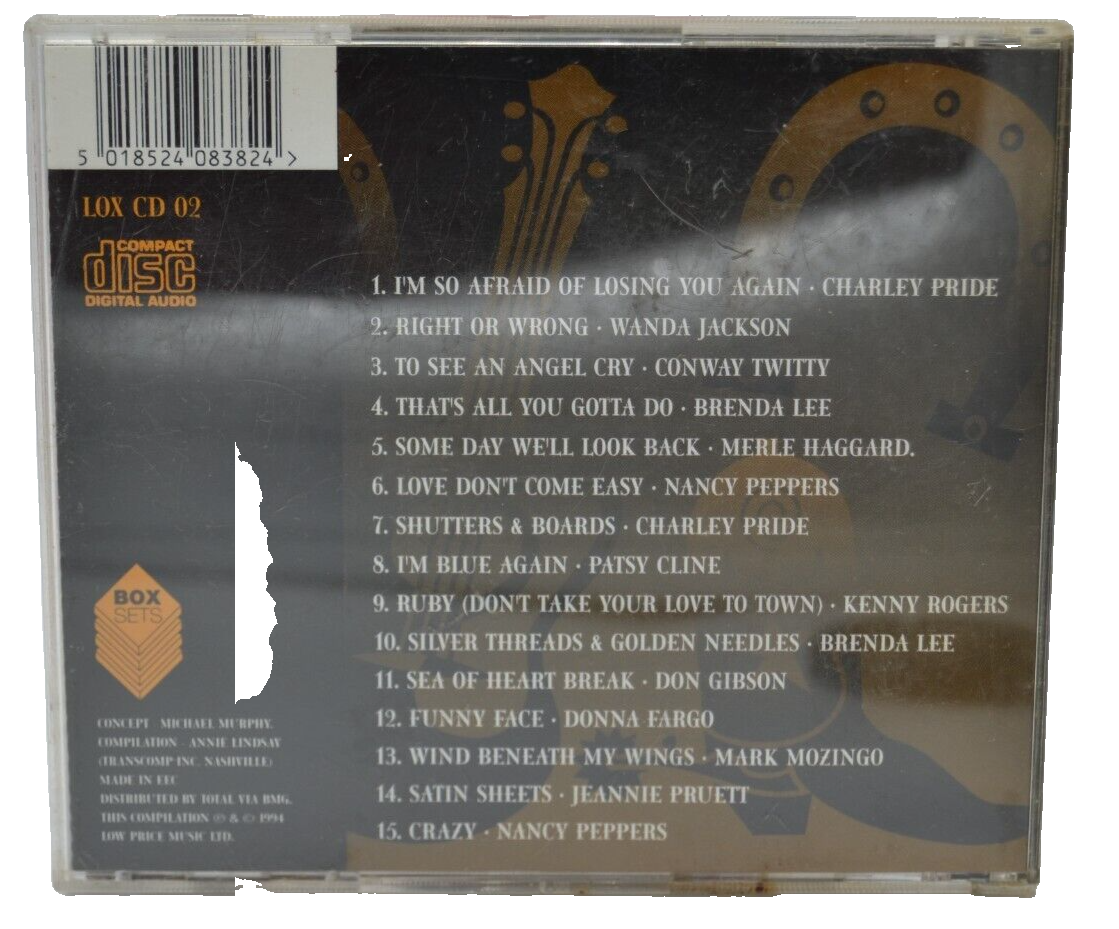 5 018524 083824 >
LOX CD 02
COMPACT
disc
DIGITAL AUDIO
1. I'M SO AFRAID OF LOSING YOU AGAIN · CHARLEY PRIDE
2. RIGHT OR WRONG · WANDA JACKSON
3. TO SEE AN ANGEL CRY · CONWAY TWITTY
4. THAT'S ALL YOU GOTTA DO · BRENDA LEE
5. SOME DAY WE'LL LOOK BACK · MERLE HAGGARD.
6. LOVE DON'T COME EASY · NANCY PEPPERS
7. SHUTTERS & BOARDS · CHARLEY PRIDE
8. I'M BLUE AGAIN · PATSY CLINE
9. RUBY (DON'T TAKE YOUR LOVE TO TOWN) · KENNY ROGERS
10. SILVER THREADS & GOLDEN NEEDLES · BRENDA LEE
11. SEA OF HEART BREAK · DON GIBSON
12. FUNNY FACE · DONNA FARGO
13. WIND BENEATH MY WINGS · MARK MOZINGO
14. SATIN SHEETS · JEANNIE PRUETT
15. CRAZY · NANCY PEPPERS
BOX
SETS
CONCEPT - MICHAEL MURPHY.
COMPILATION - ANNIE LINDSAY
(TRANSCOMP INC. NASHVILLE)
MADE IN EEC
DISTRIBUTED BY TOTAL VIA BMG.
THIS COMPILATION ℗ & © 1994
LOW PRICE MUSIC LTD.